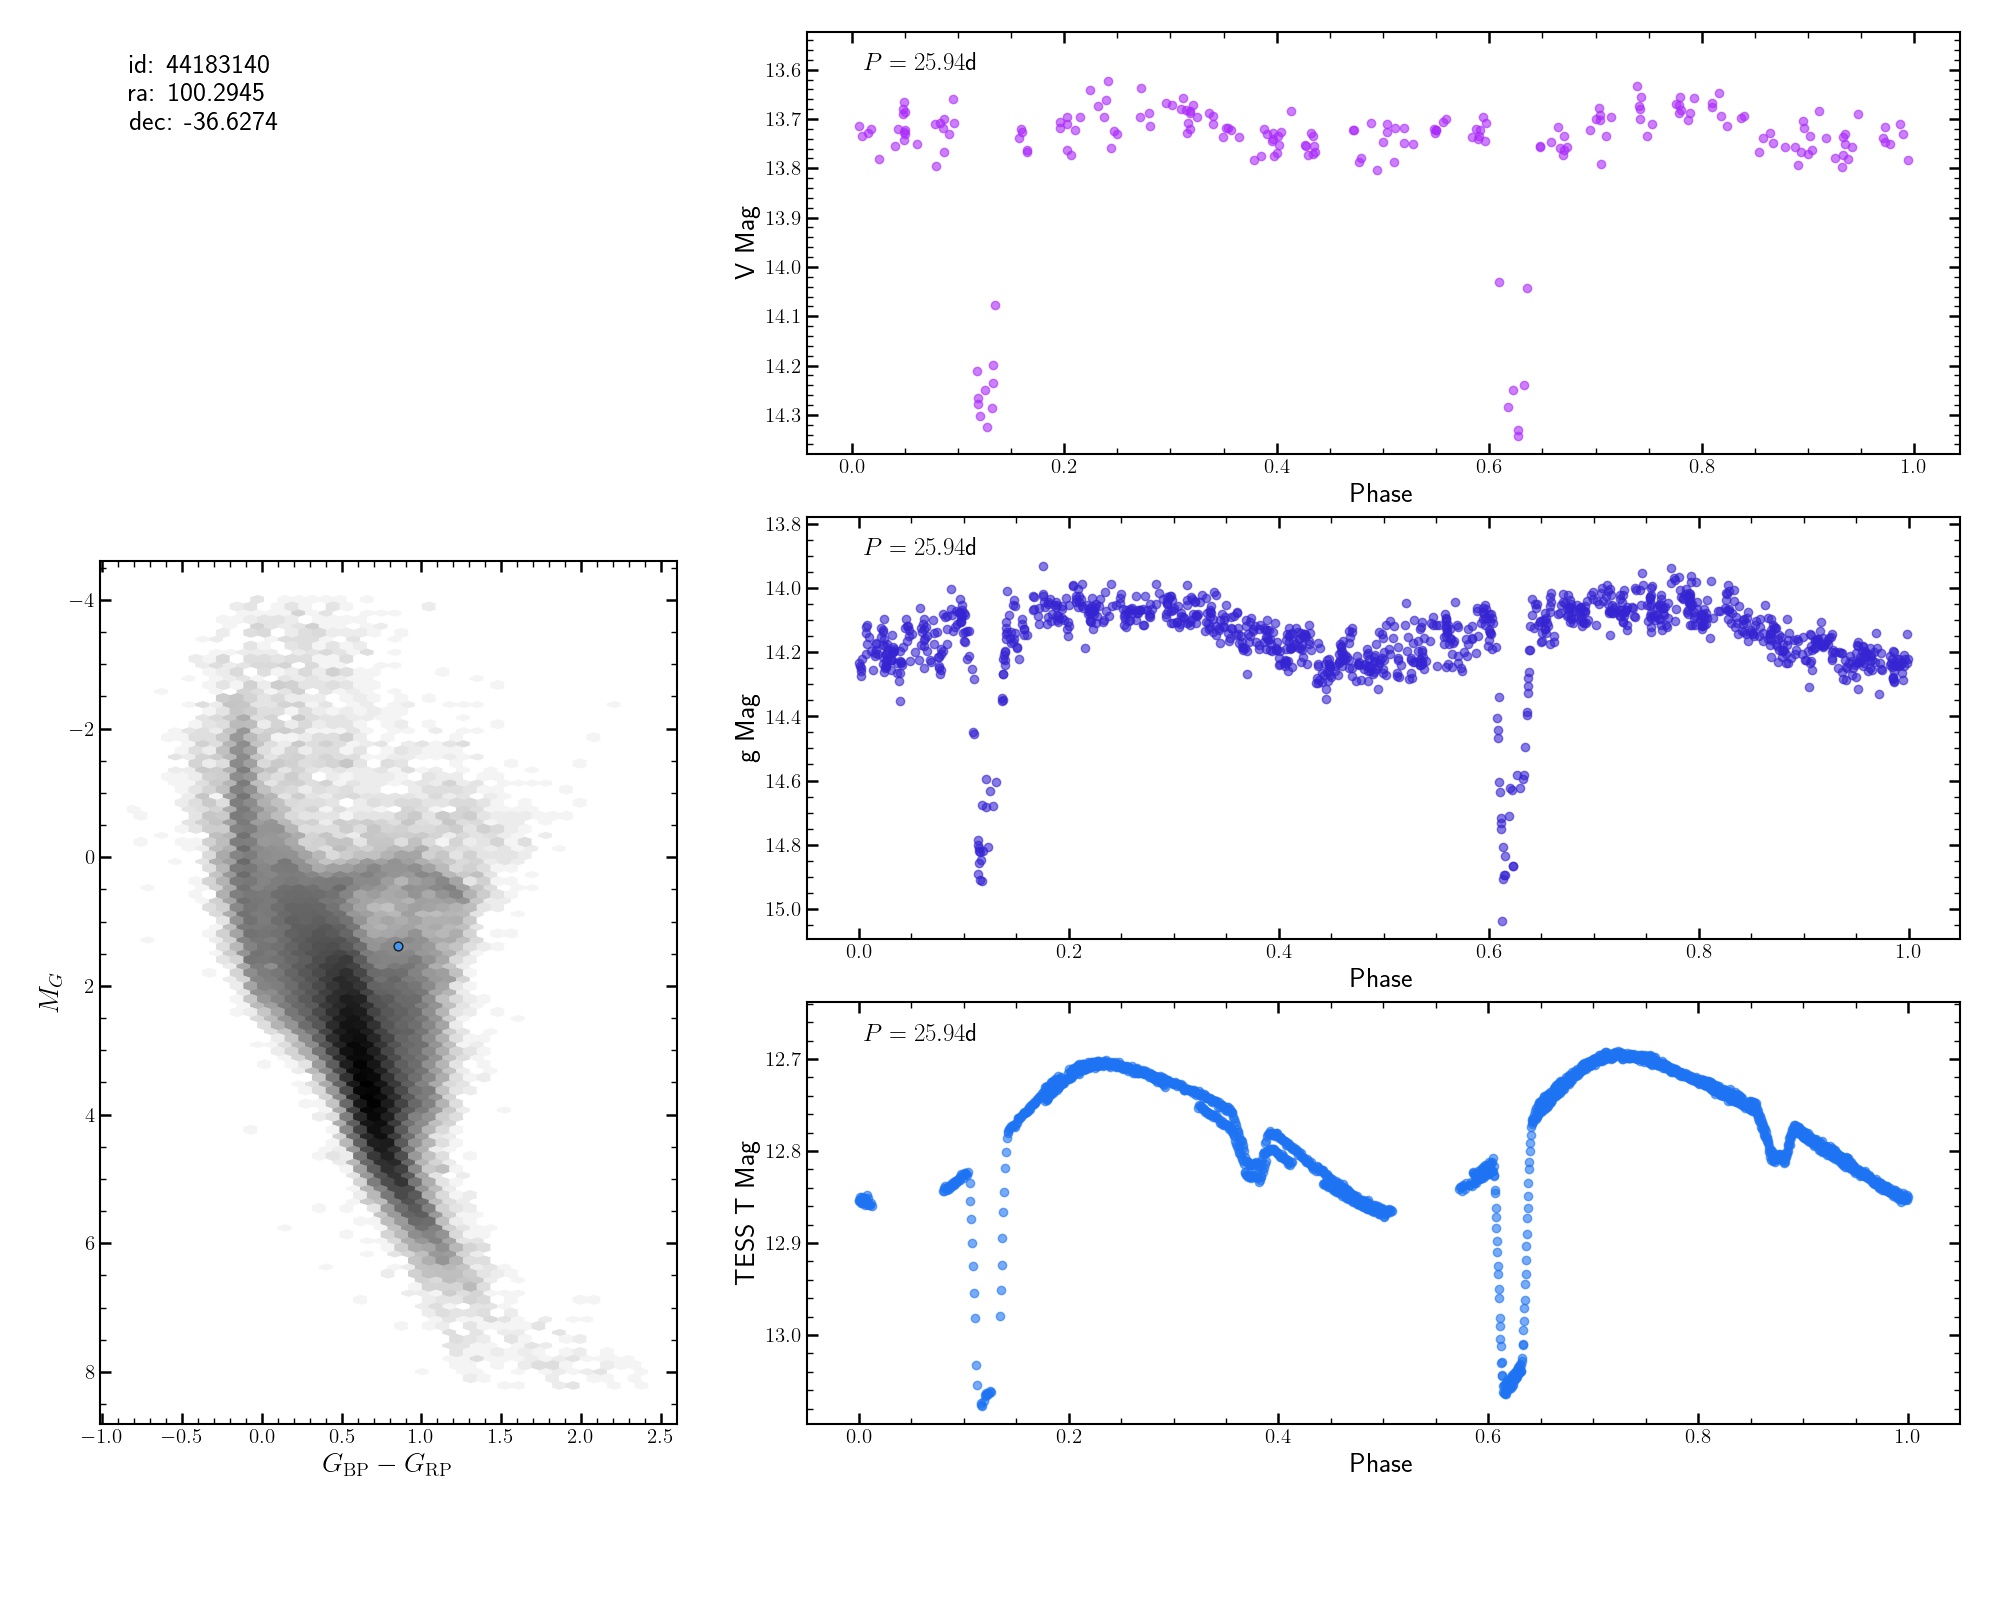 id: 44183140
ra: 100.2945
dec: -36.6274
P = 25.94d
13.6
13.7
13.8
13.9
14.0
14.1
14.2
14.3
V Mag
0.0 0.2 0.4 0.6 0.8 1.0
Phase
P = 25.94d
13.8
14.0
14.2
14.4
14.6
14.8
15.0
g Mag
0.0 0.2 0.4 0.6 0.8 1.0
Phase
−4
−2
0
2
4
6
8
M_G
−1.0 −0.5 0.0 0.5 1.0 1.5 2.0 2.5
G_BP − G_RP
P = 25.94d
12.7
12.8
12.9
13.0
TESS T Mag
0.0 0.2 0.4 0.6 0.8 1.0
Phase